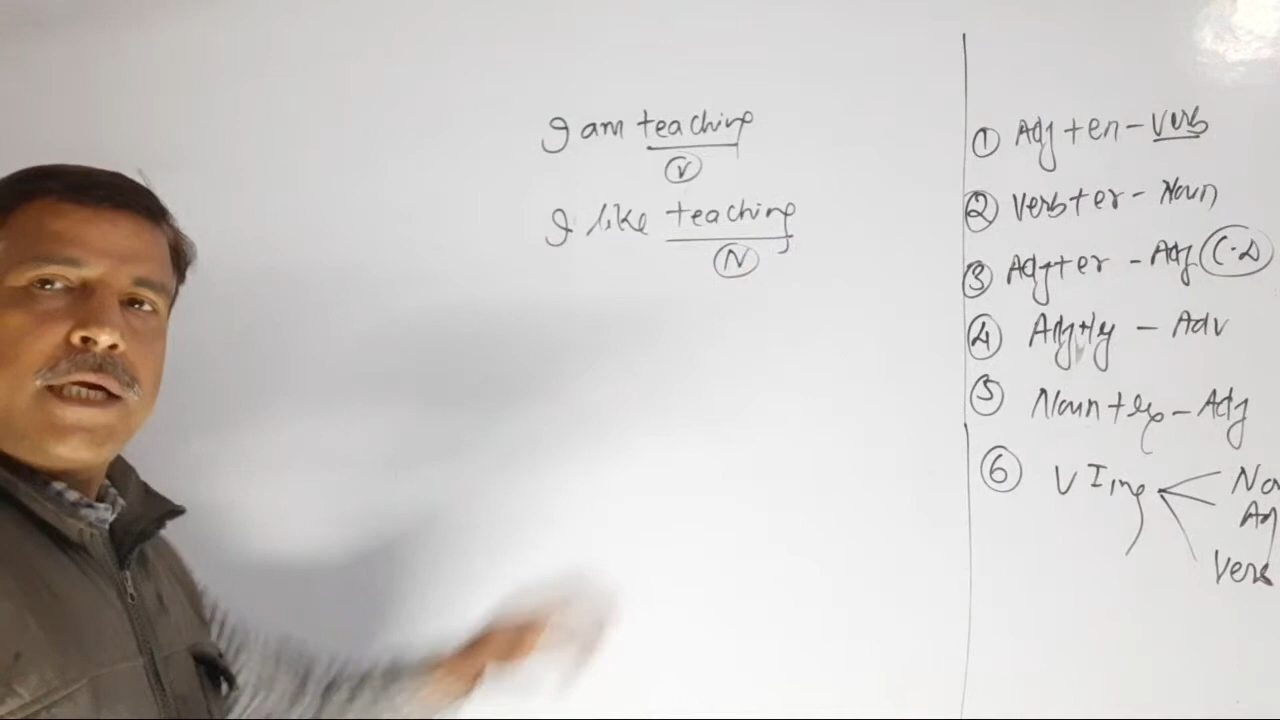 I am teaching
V
I like teaching
N
① Adj + en - Verb
② Verb + er - Noun
③ Adj + er - Adj (C.D)
④ Adj + ly - Adv
⑤ Noun + - Adj
⑥ V Ing
No
Verb